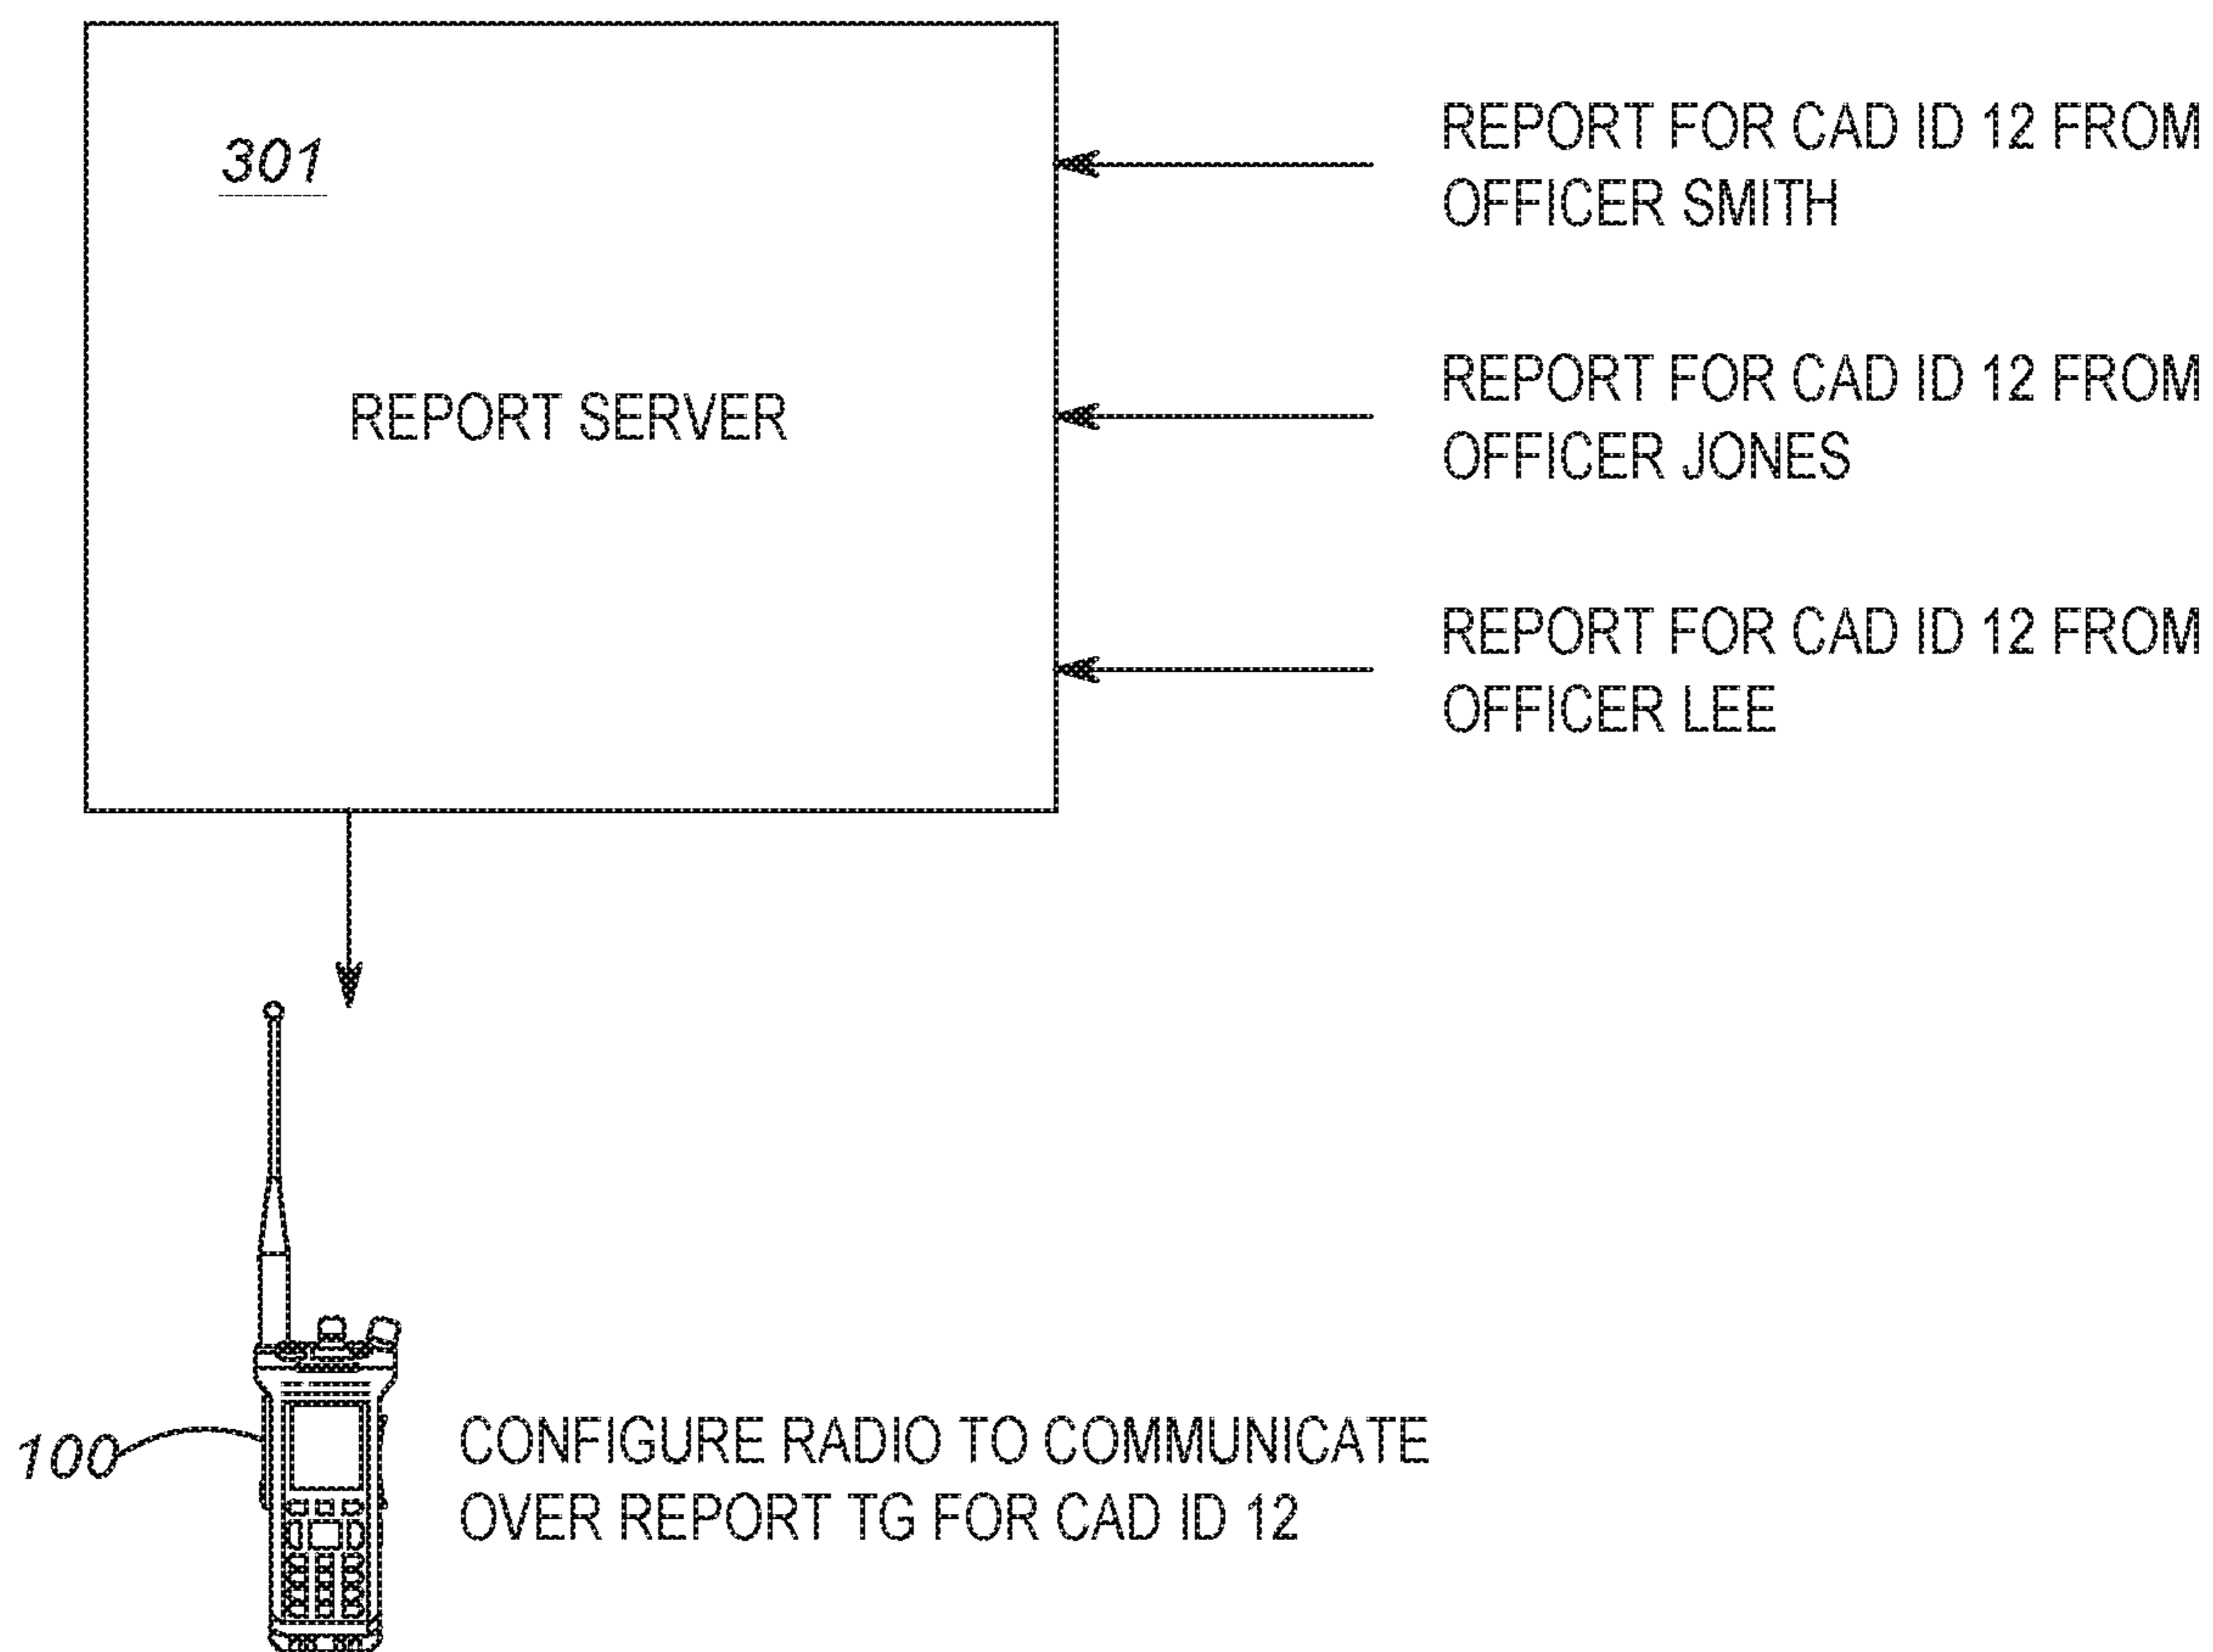 301
REPORT SERVER
REPORT FOR CAD ID 12 FROM
OFFICER SMITH
REPORT FOR CAD ID 12 FROM
OFFICER JONES
REPORT FOR CAD ID 12 FROM
OFFICER LEE
100
CONFIGURE RADIO TO COMMUNICATE
OVER REPORT TG FOR CAD ID 12